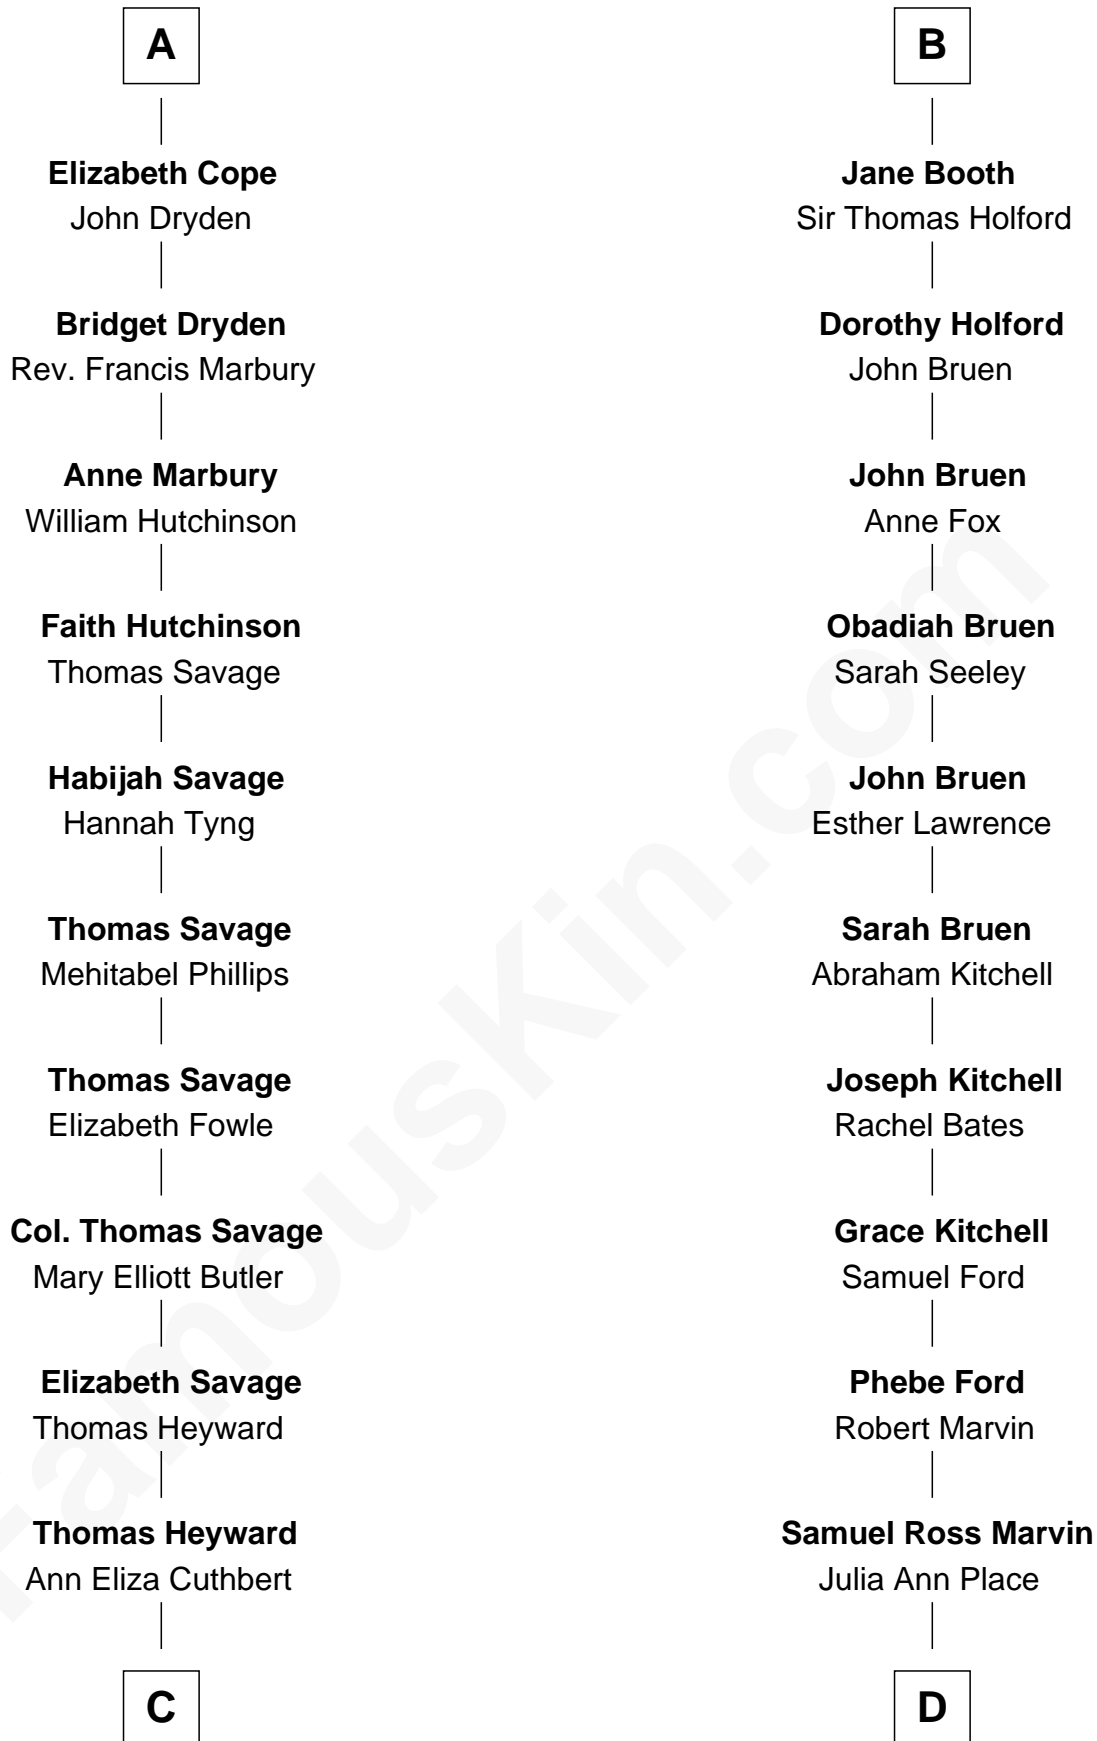 A
Elizabeth Cope
John Dryden
Bridget Dryden
Rev. Francis Marbury
Anne Marbury
William Hutchinson
Faith Hutchinson
Thomas Savage
Habijah Savage
Hannah Tyng
Thomas Savage
Mehitabel Phillips
Thomas Savage
Elizabeth Fowle
Col. Thomas Savage
Mary Elliott Butler
Elizabeth Savage
Thomas Heyward
Thomas Heyward
Ann Eliza Cuthbert
C
B
Jane Booth
Sir Thomas Holford
Dorothy Holford
John Bruen
John Bruen
Anne Fox
Obadiah Bruen
Sarah Seeley
John Bruen
Esther Lawrence
Sarah Bruen
Abraham Kitchell
Joseph Kitchell
Rachel Bates
Grace Kitchell
Samuel Ford
Phebe Ford
Robert Marvin
Samuel Ross Marvin
Julia Ann Place
D
FamousKin.com